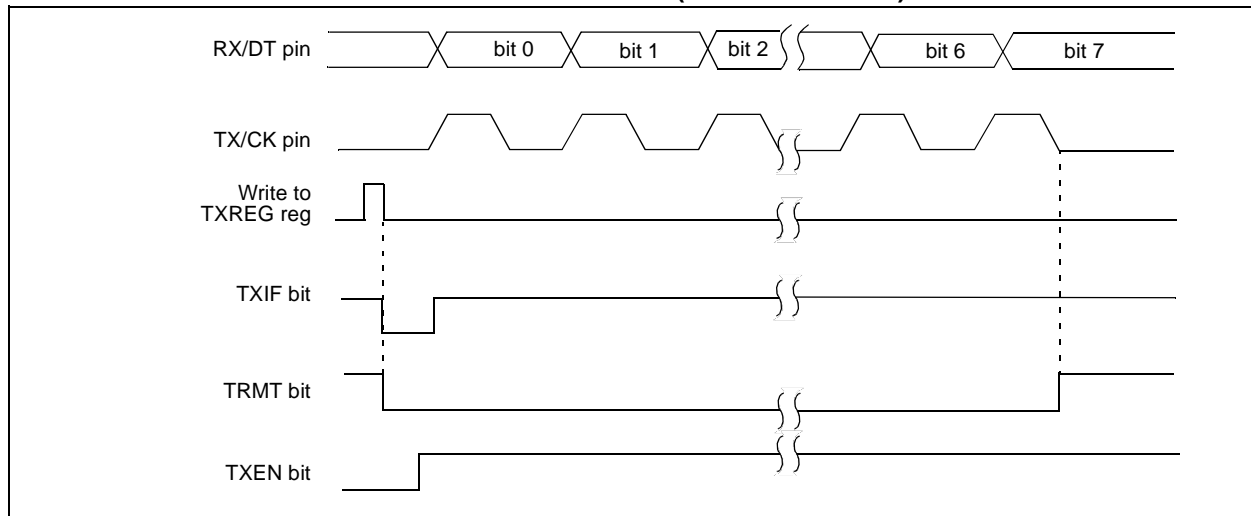 RX/DT pin
bit 0
bit 1
bit 2
bit 6
bit 7
TX/CK pin
Write to
TXREG reg
TXIF bit
TRMT bit
TXEN bit